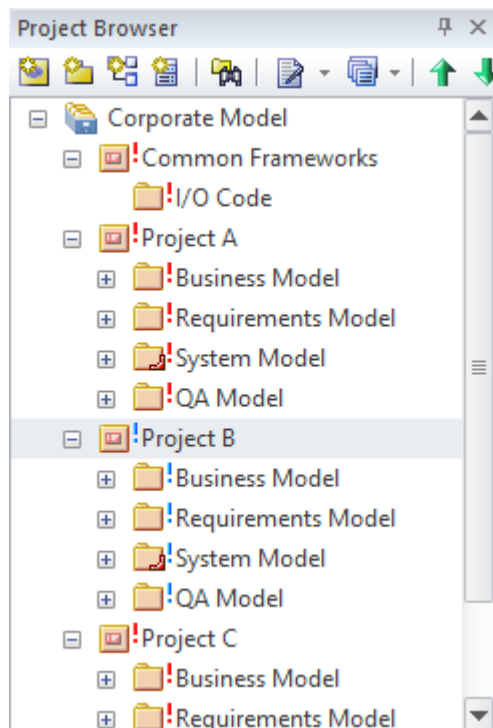 Project Browser
Corporate Model
!Common Frameworks
!I/O Code
!Project A
!Business Model
!Requirements Model
!System Model
!QA Model
!Project B
!Business Model
!Requirements Model
!System Model
!QA Model
!Project C
!Business Model
!Requirements Model